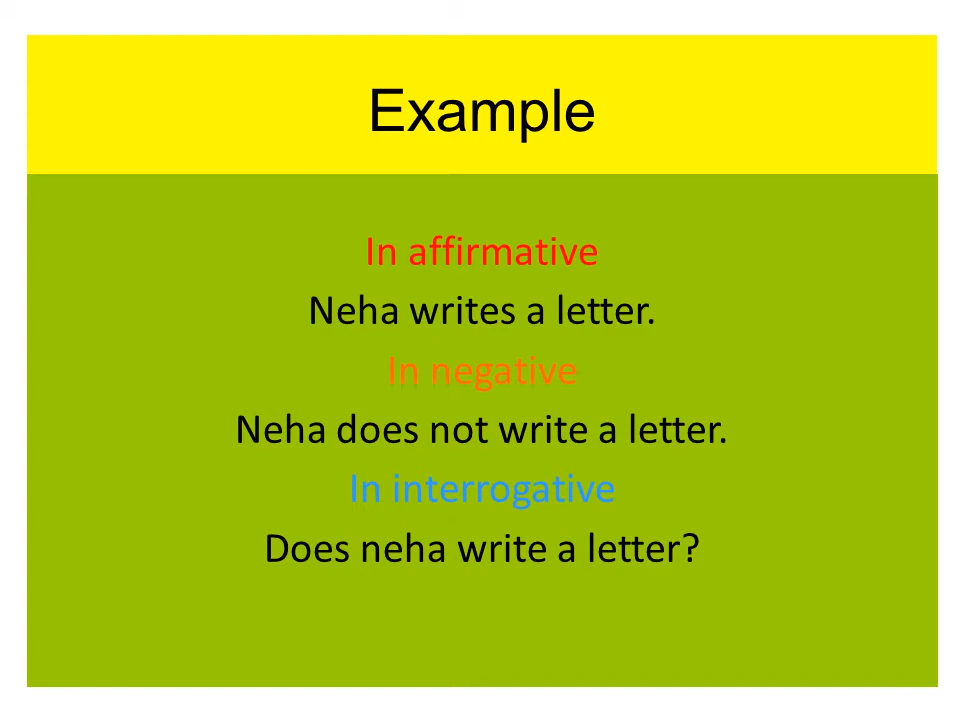 Example
In affirmative
Neha writes a letter.
In negative
Neha does not write a letter.
In interrogative
Does neha write a letter?